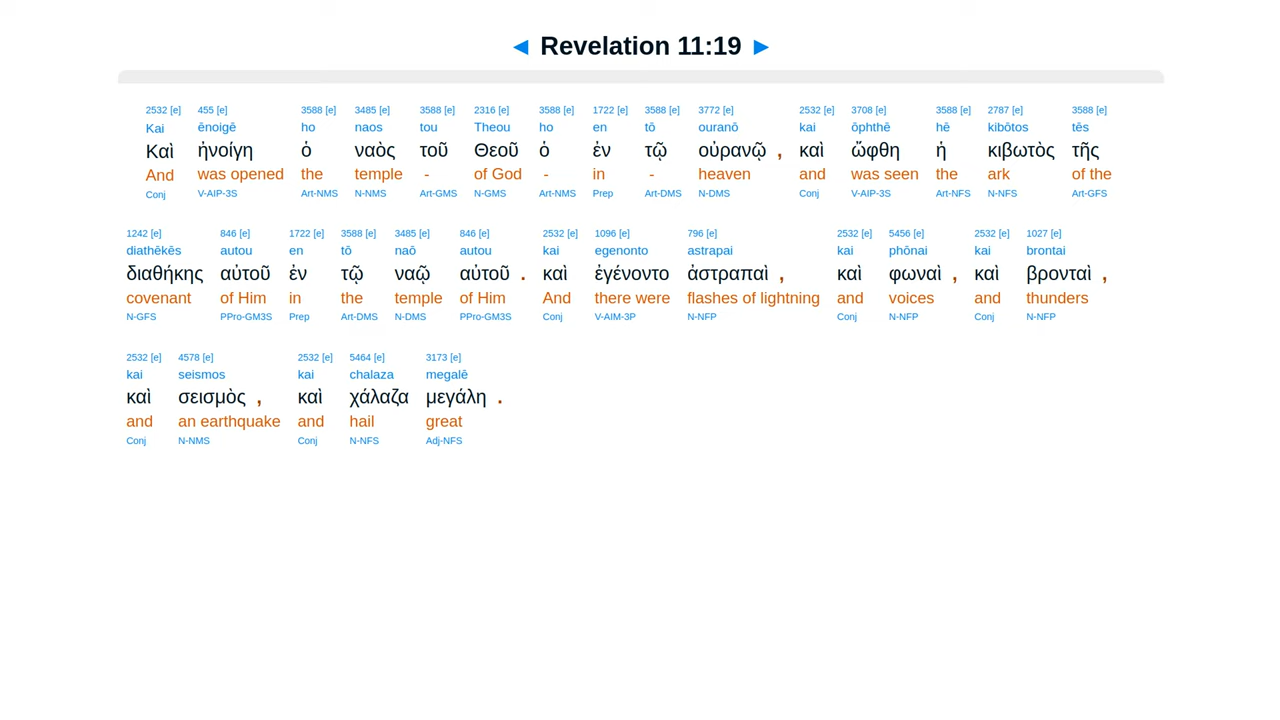 ◄ Revelation 11:19 ►
2532 [e] 455 [e] 3588 [e] 3485 [e] 3588 [e] 2316 [e] 3588 [e] 1722 [e] 3588 [e] 3772 [e] 2532 [e] 3708 [e] 3588 [e] 2787 [e] 3588 [e]
Kai ēnoigē ho naos tou Theou ho en tō ouranō kai ōphthē hē kibōtos tēs
Καὶ ἠνοίγη ὁ ναὸς τοῦ Θεοῦ ὁ ἐν τῷ οὐρανῷ , καὶ ὤφθη ἡ κιβωτὸς τῆς
And was opened the temple - of God - in - heaven and was seen the ark of the
Conj V-AIP-3S Art-NMS N-NMS Art-GMS N-GMS Art-NMS Prep Art-DMS N-DMS Conj V-AIP-3S Art-NFS N-NFS Art-GFS
1242 [e] 846 [e] 1722 [e] 3588 [e] 3485 [e] 846 [e] 2532 [e] 1096 [e] 796 [e] 2532 [e] 5456 [e] 2532 [e] 1027 [e]
diathēkēs autou en tō naō autou kai egenonto astrapai kai phōnai kai brontai
διαθήκης αὐτοῦ ἐν τῷ ναῷ αὐτοῦ . καὶ ἐγένοντο ἀστραπαὶ , καὶ φωναὶ , καὶ βρονταὶ ,
covenant of Him in the temple of Him And there were flashes of lightning and voices and thunders
N-GFS PPro-GM3S Prep Art-DMS N-DMS PPro-GM3S Conj V-AIM-3P N-NFP Conj N-NFP Conj N-NFP
2532 [e] 4578 [e] 2532 [e] 5464 [e] 3173 [e]
kai seismos kai chalaza megalē
καὶ σεισμὸς , καὶ χάλαζα μεγάλη .
and an earthquake and hail great
Conj N-NMS Conj N-NFS Adj-NFS